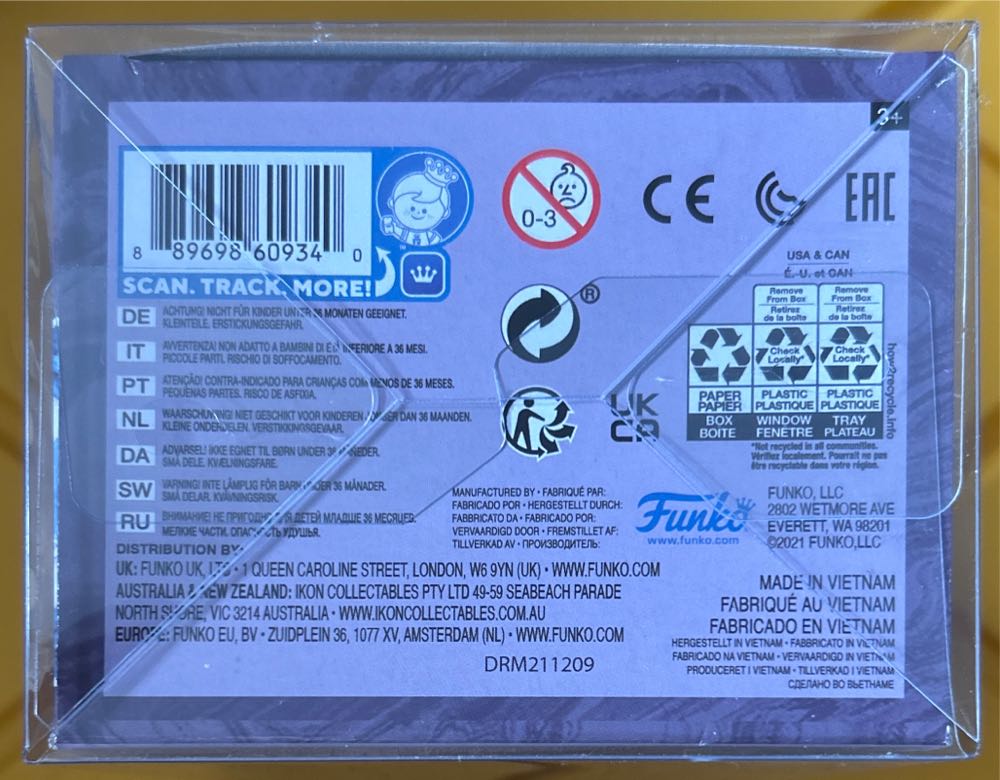 3+
8 89698 60934 0
SCAN. TRACK. MORE!
0-3
CE
EAC
USA & CAN
É.-U. et CAN
Remove From Box
Retirez de la boîte
Remove From Box
Retirez de la boîte
Check Locally*
Check Locally*
PAPER
PAPIER
PLASTIC
PLASTIQUE
PLASTIC
PLASTIQUE
BOX
BOITE
WINDOW
FENÊTRE
TRAY
PLATEAU
how2recycle.info
*Not recycled in all communities.
Vérifiez localement. Pourrait ne pas
être recyclable dans votre région.
®
UK
CA
DE ACHTUNG! NICHT FÜR KINDER UNTER 36 MONATEN GEEIGNET.
KLEINTEILE. ERSTICKUNGSGEFAHR.
IT AVVERTENZA! NON ADATTO A BAMBINI DI ETÀ INFERIORE A 36 MESI.
PICCOLE PARTI. RISCHIO DI SOFFOCAMENTO.
PT ATENÇÃO! CONTRA-INDICADO PARA CRIANÇAS COM MENOS DE 36 MESES.
PEQUENAS PARTES. RISCO DE ASFIXIA.
NL WAARSCHUWING! NIET GESCHIKT VOOR KINDEREN ONDER DAN 36 MAANDEN.
KLEINE ONDERDELEN. VERSTIKKINGSGEVAAR.
DA ADVARSEL! IKKE EGNET TIL BØRN UNDER 36 MÅNEDER.
SMÅ DELE. KVÆLNINGSFARE.
SW VARNING! INTE LÄMPLIG FÖR BARN UNDER 36 MÅNADER.
SMÅ DELAR. KVÄVNINGSRISK.
RU ВНИМАНИЕ! НЕ ПРИГОДНО ДЛЯ ДЕТЕЙ МЛАДШЕ 36 МЕСЯЦЕВ.
МЕЛКИЕ ЧАСТИ. ОПАСНОСТЬ УДУШЬЯ.
MANUFACTURED BY • FABRIQUÉ PAR:
FABRICADO POR • HERGESTELLT DURCH:
FABBRICATO DA • FABRICADO POR:
VERVAARDIGD DOOR • FREMSTILLET AF:
TILLVERKAD AV • ПРОИЗВОДИТЕЛЬ:
Funko
www.funko.com
FUNKO, LLC
2802 WETMORE AVE
EVERETT, WA 98201
©2021 FUNKO,LLC
DISTRIBUTION BY:
UK: FUNKO UK, LTD • 1 QUEEN CAROLINE STREET, LONDON, W6 9YN (UK) • WWW.FUNKO.COM
AUSTRALIA & NEW ZEALAND: IKON COLLECTABLES PTY LTD 49-59 SEABEACH PARADE
NORTH SHORE, VIC 3214 AUSTRALIA • WWW.IKONCOLLECTABLES.COM.AU
EUROPE: FUNKO EU, BV • ZUIDPLEIN 36, 1077 XV, AMSTERDAM (NL) • WWW.FUNKO.COM
DRM211209
MADE IN VIETNAM
FABRIQUÉ AU VIETNAM
FABRICADO EN VIETNAM
HERGESTELLT IN VIETNAM • FABBRICATO IN VIETNAM
FABRICADO NA VIETNAM • VERVAARDIGD IN VIETNAM
PRODUCERET I VIETNAM • TILLVERKAD I VIETNAM
СДЕЛАНО ВО ВЬЕТНАМЕ